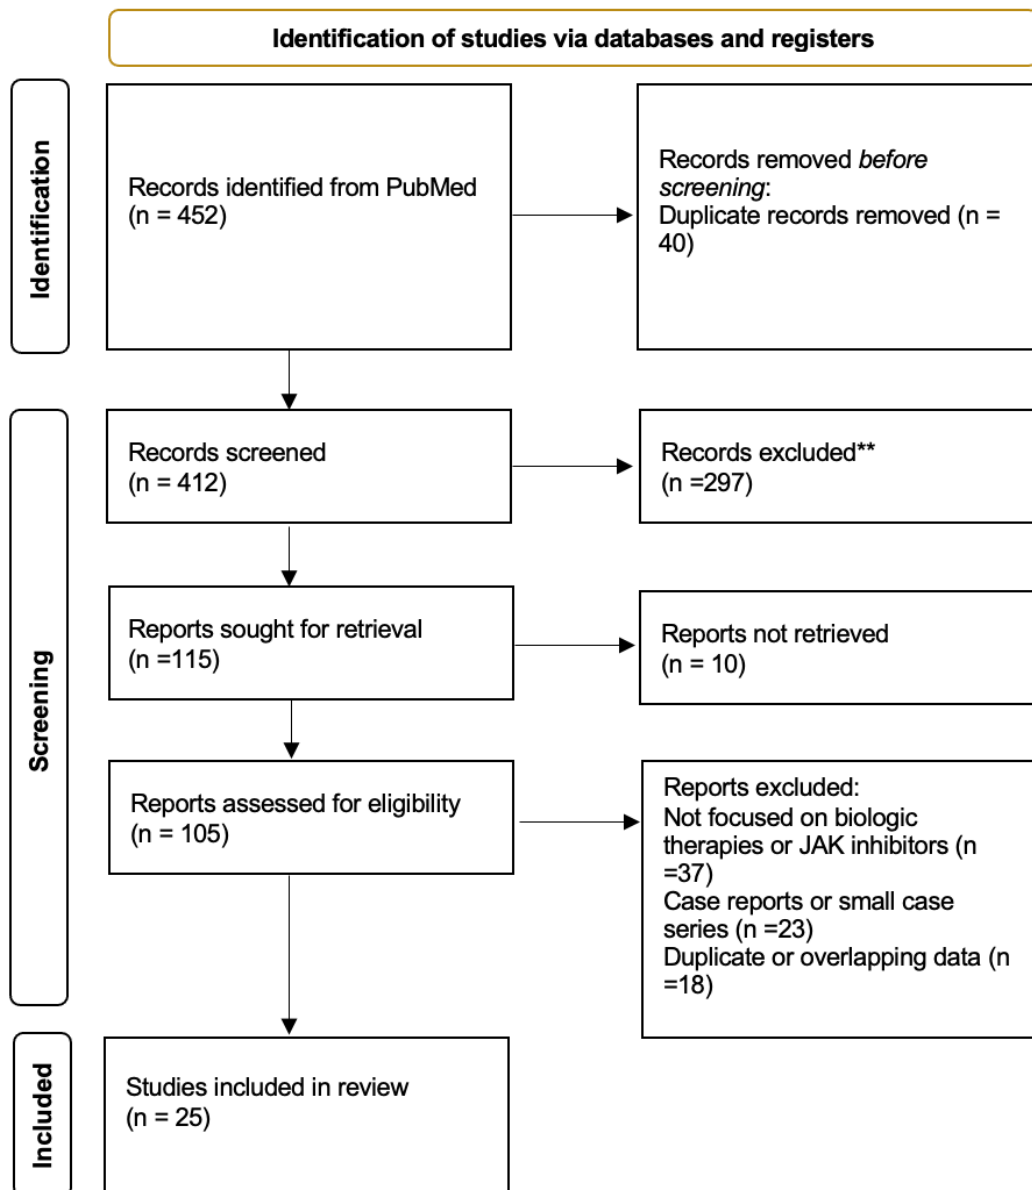 Identification of studies via databases and registers
Identification
Records identified from PubMed
(n = 452)
Records removed before
screening:
Duplicate records removed (n =
40)
Screening
Records screened
(n = 412)
Records excluded**
(n =297)
Reports sought for retrieval
(n =115)
Reports not retrieved
(n = 10)
Reports assessed for eligibility
(n = 105)
Reports excluded:
Not focused on biologic
therapies or JAK inhibitors (n
=37)
Case reports or small case
series (n =23)
Duplicate or overlapping data (n
=18)
Included
Studies included in review
(n = 25)